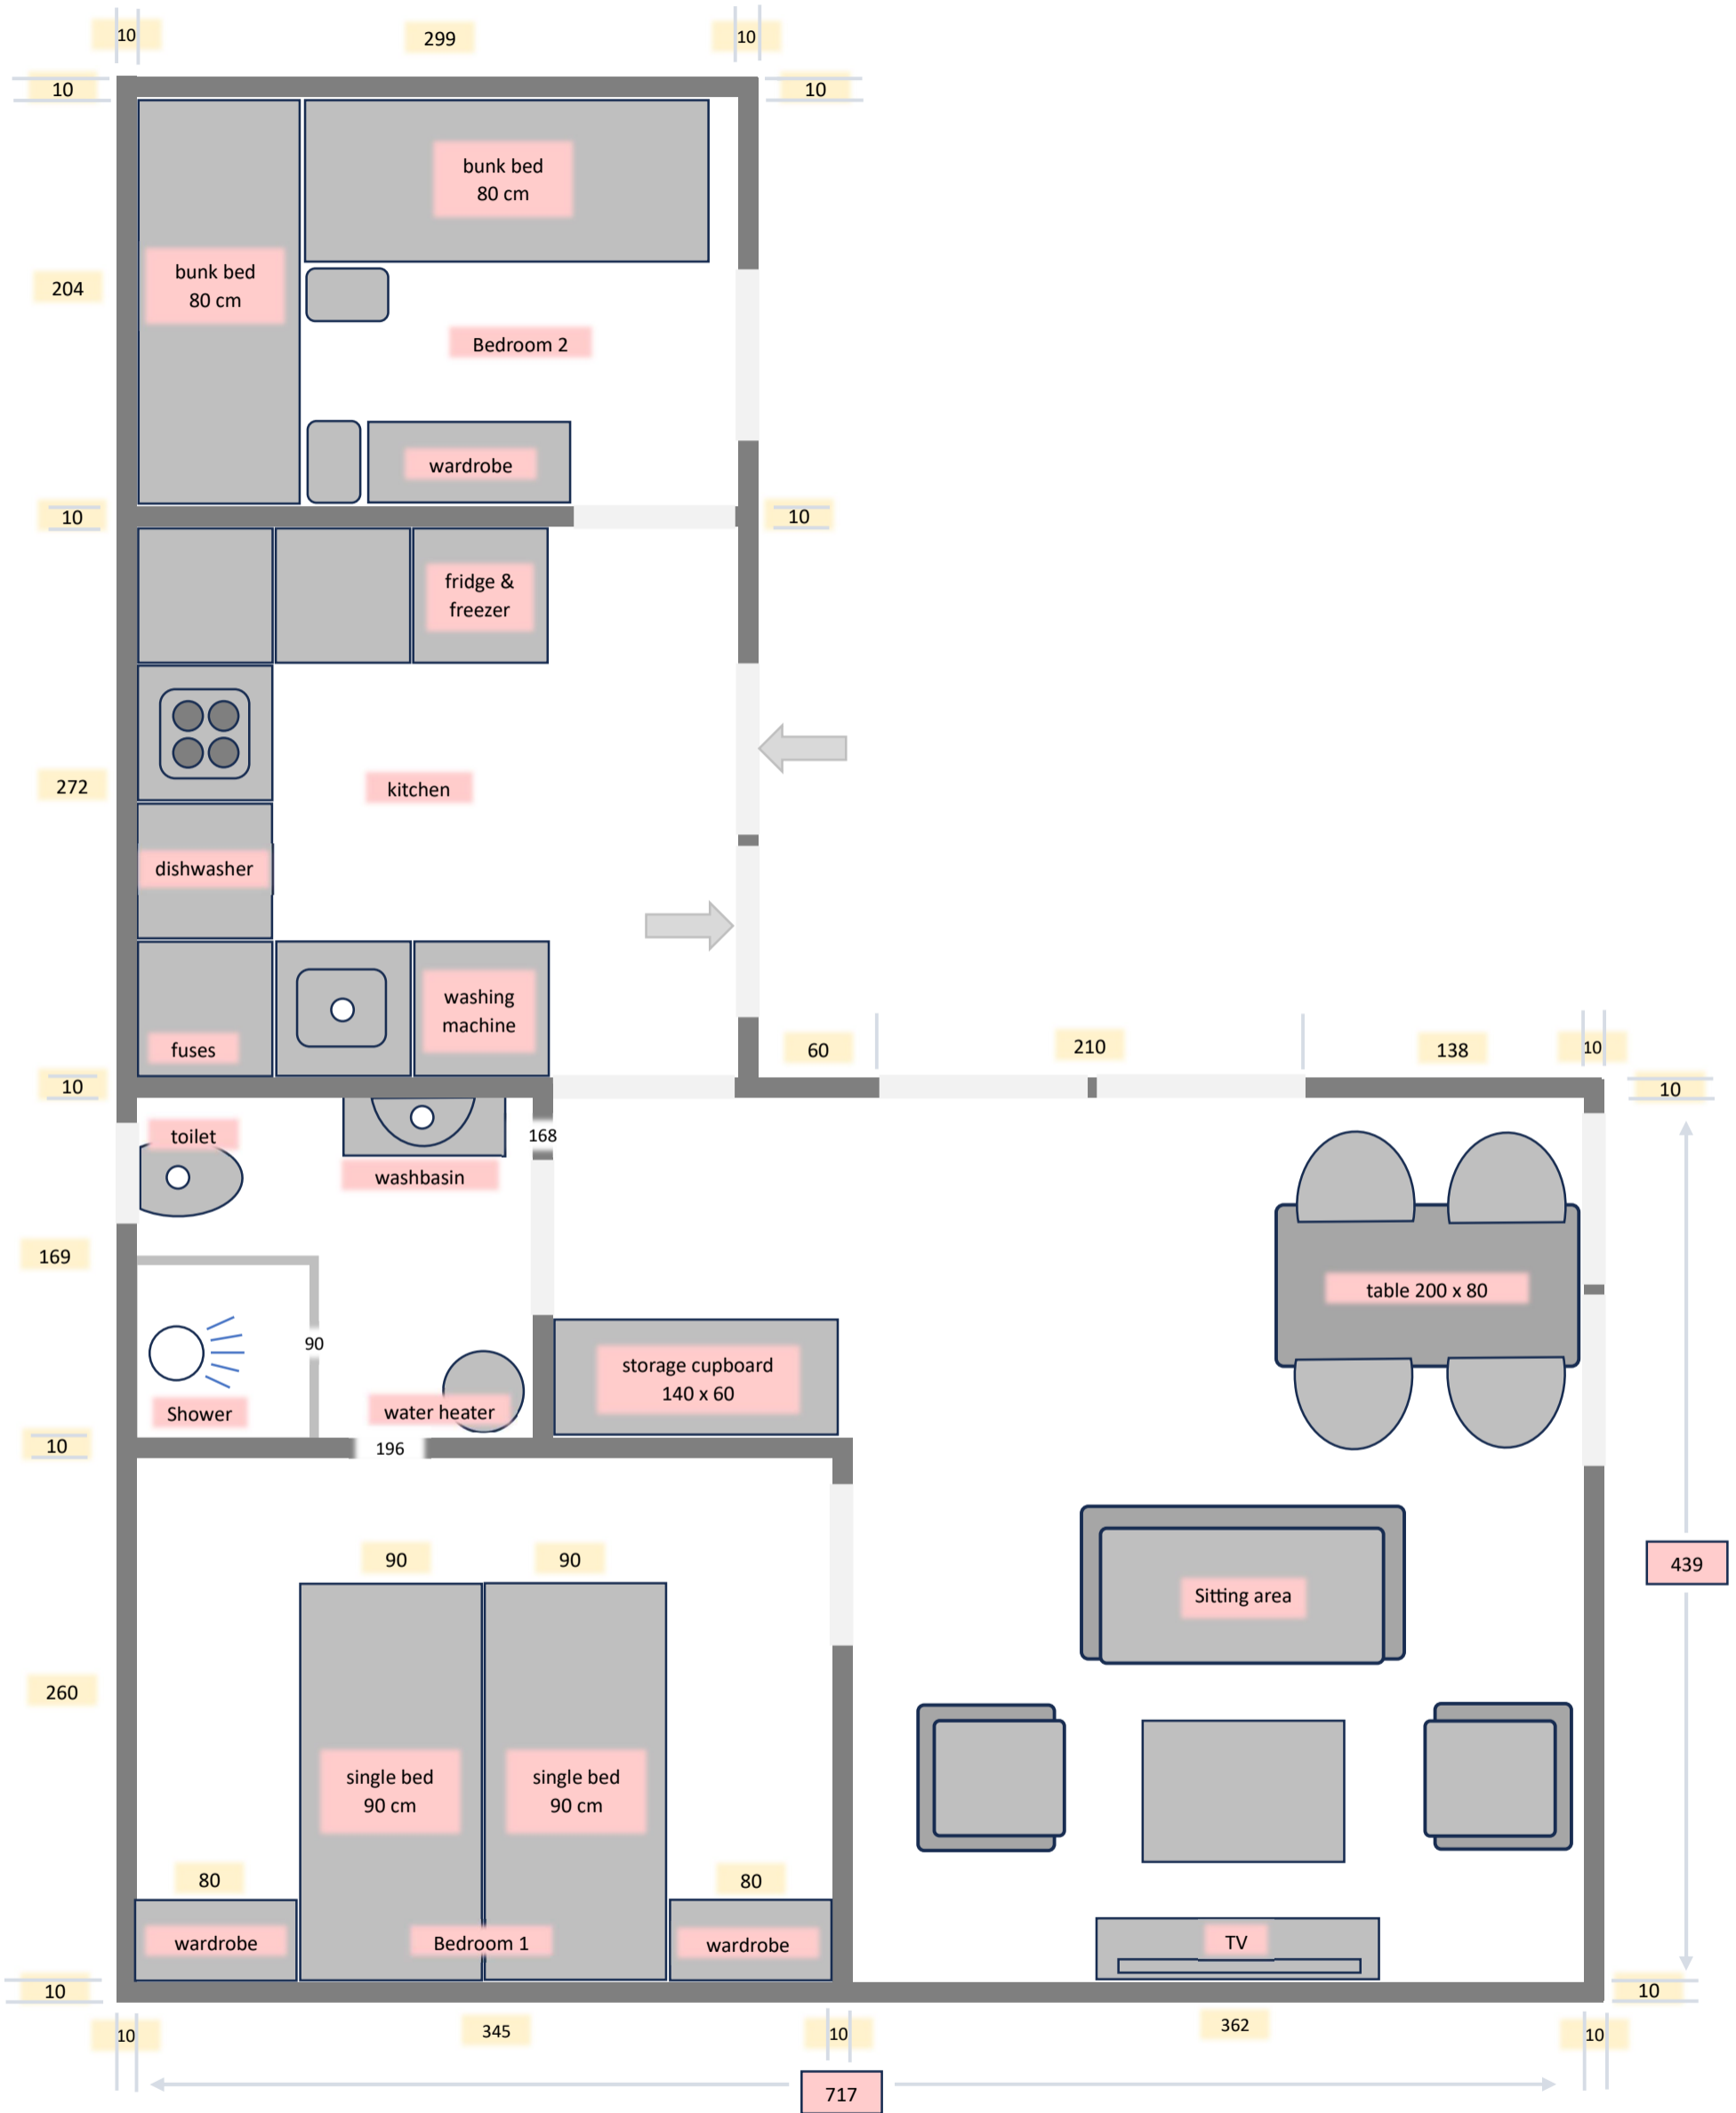 10
299
10
10
10
bunk bed
80 cm
bunk bed
80 cm
204
Bedroom 2
wardrobe
10
10
fridge &
freezer
272
kitchen
dishwasher
washing
machine
fuses
60
210
138
10
10
10
toilet
168
washbasin
169
table 200 x 80
90
storage cupboard
140 x 60
Shower
water heater
10
196
90
90
439
Sitting area
260
single bed
90 cm
single bed
90 cm
80
80
wardrobe
Bedroom 1
wardrobe
TV
10
10
10
345
10
362
10
717